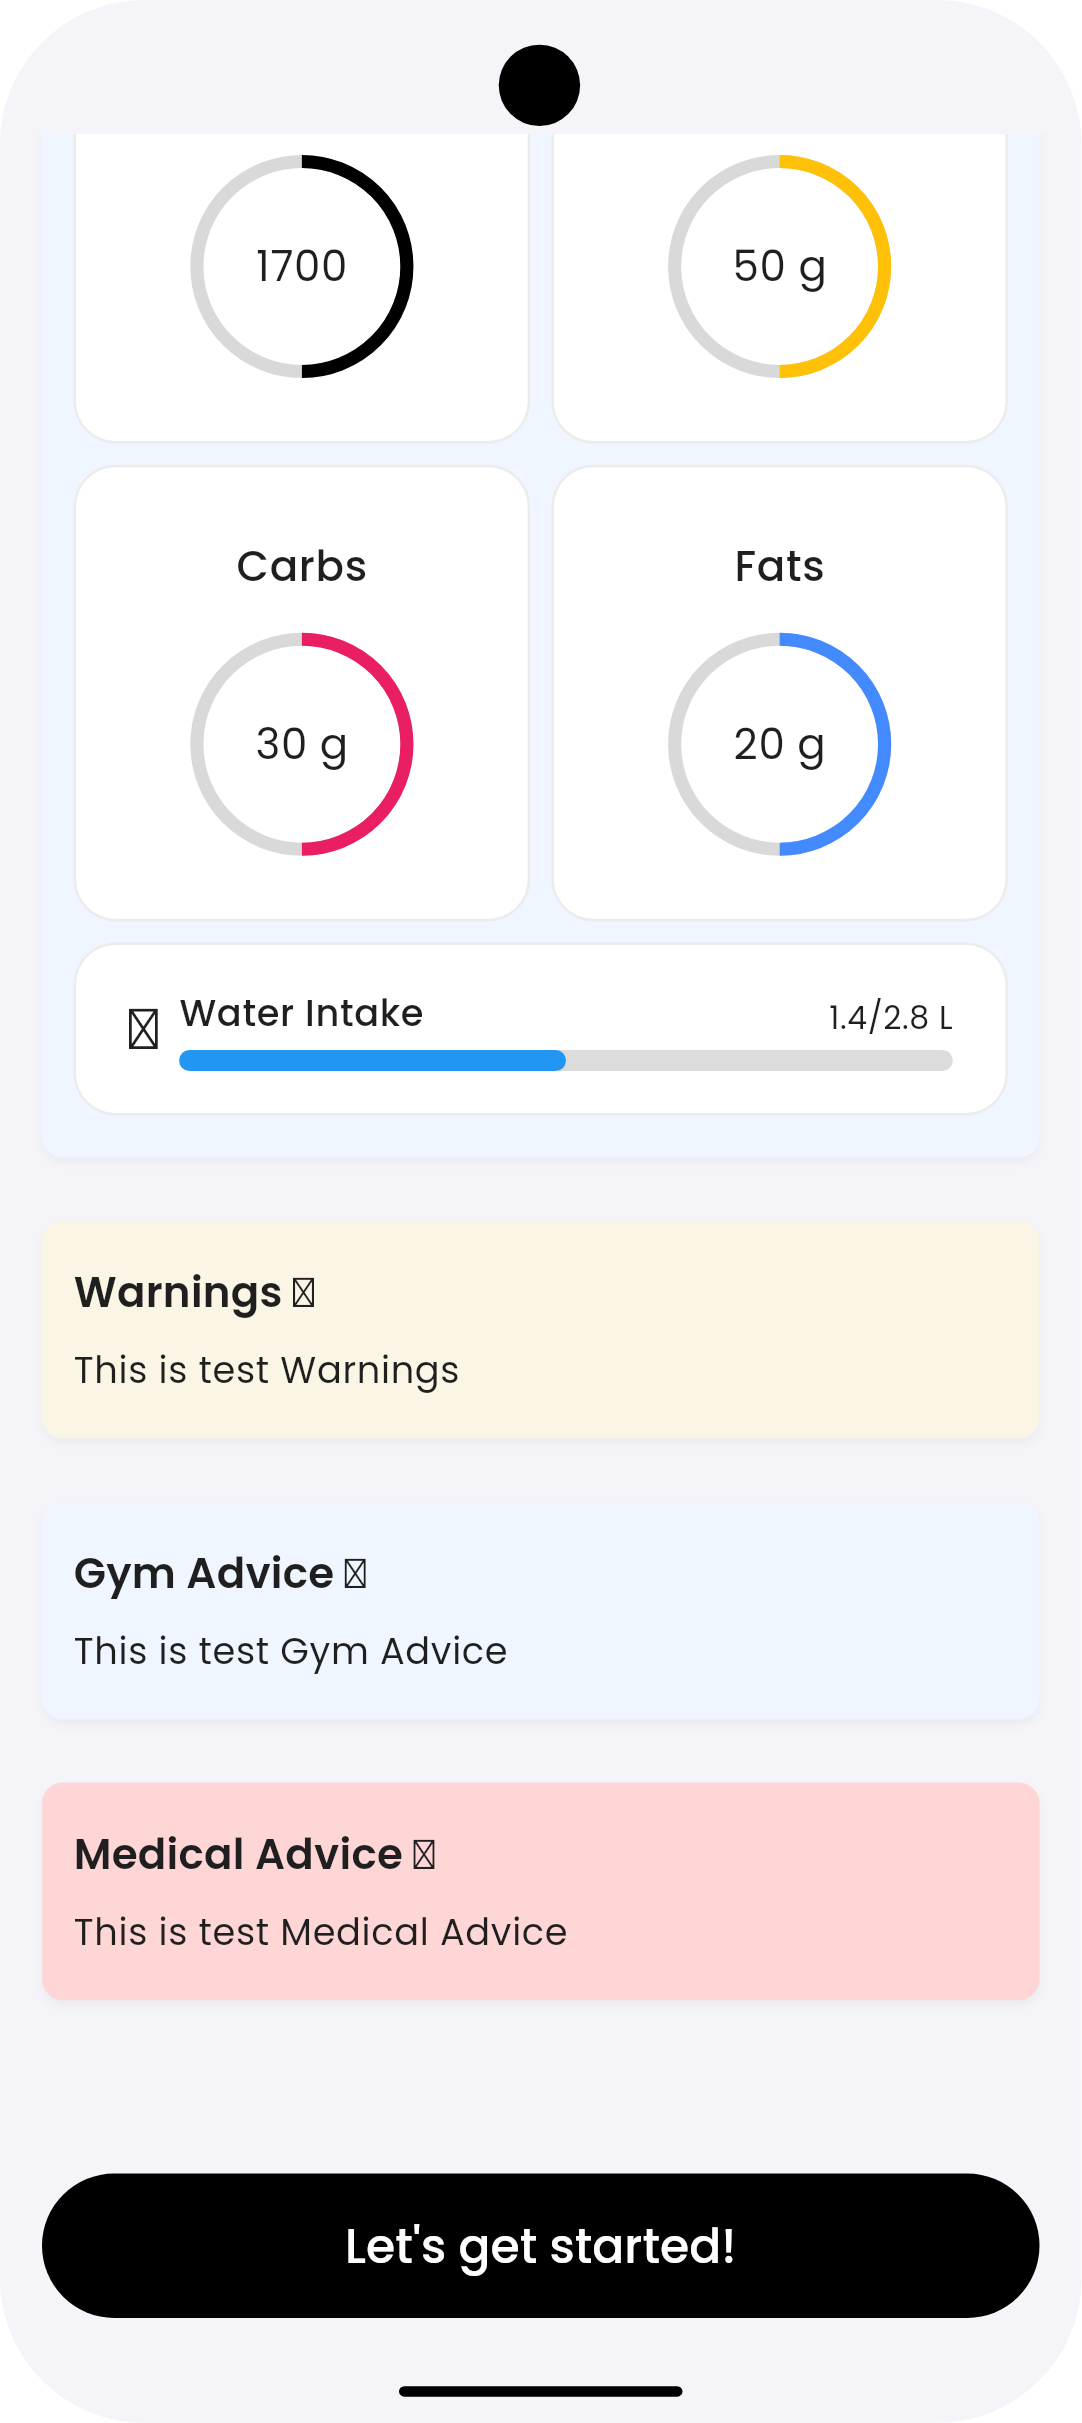 1700
50 g
Carbs
Fats
30 g
20 g
Water Intake
1.4/2.8 L
Warnings
This is test Warnings
Gym Advice
This is test Gym Advice
Medical Advice
This is test Medical Advice
Let's get started!